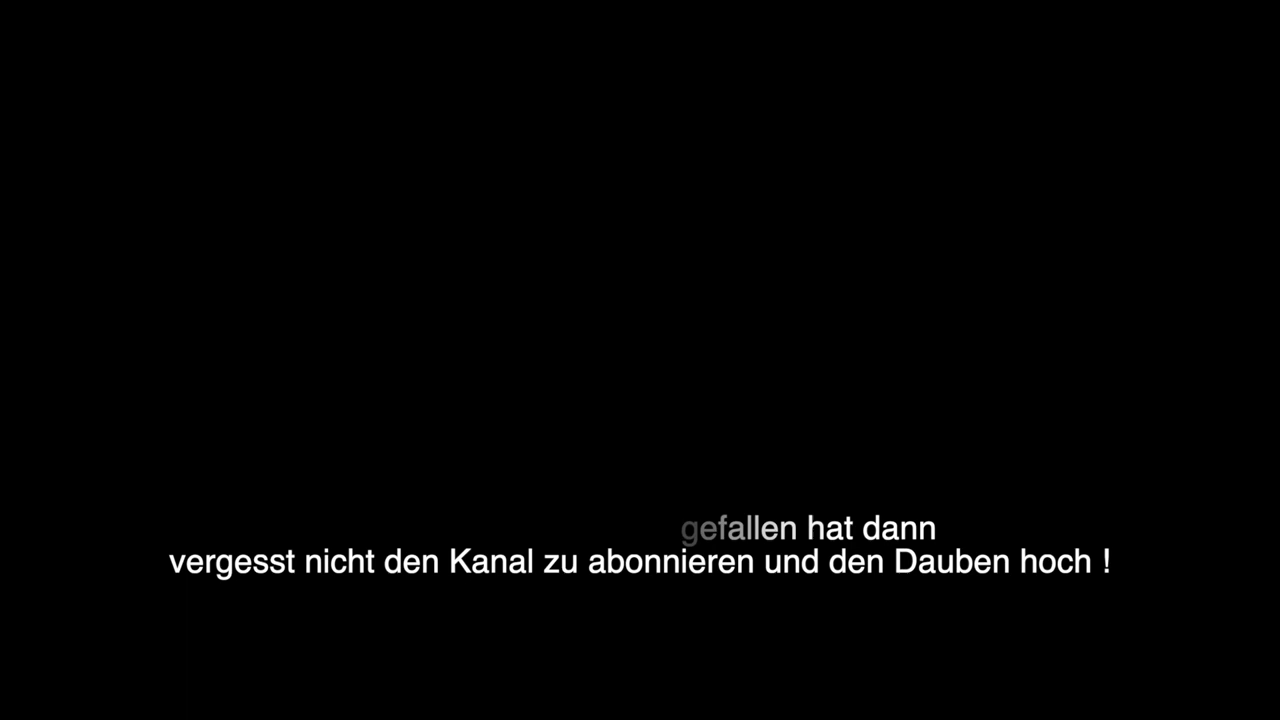 gefallen hat dann
vergesst nicht den Kanal zu abonnieren und den Dauben hoch !